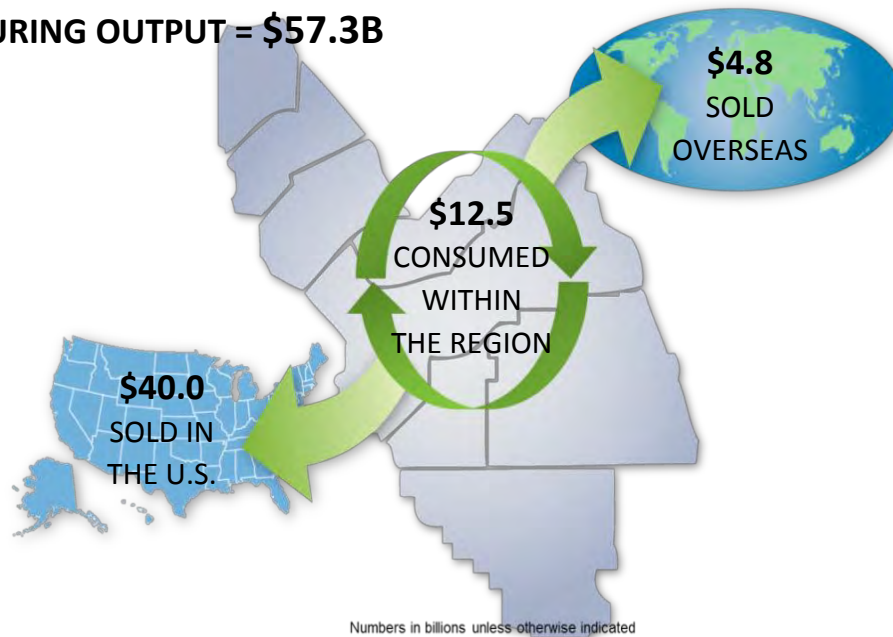 URING OUTPUT = $57.3B
$4.8
SOLD
OVERSEAS
$12.5
CONSUMED
WITHIN
THE REGION
$40.0
SOLD IN
THE U.S.
Numbers in billions unless otherwise indicated